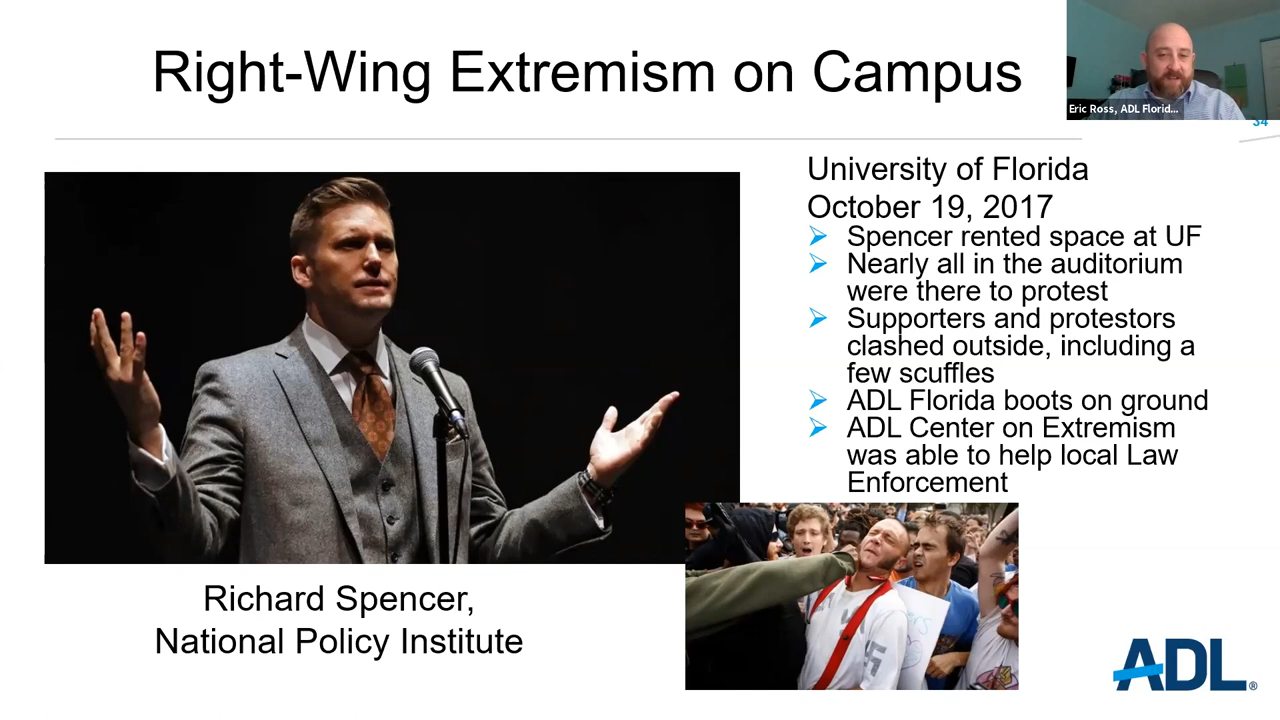 Right-Wing Extremism on Campus
Eric Ross, ADL Florid...
34
University of Florida
October 19, 2017
➢ Spencer rented space at UF
➢ Nearly all in the auditorium
were there to protest
➢ Supporters and protestors
clashed outside, including a
few scuffles
➢ ADL Florida boots on ground
➢ ADL Center on Extremism
was able to help local Law
Enforcement
Richard Spencer,
National Policy Institute
ADL®